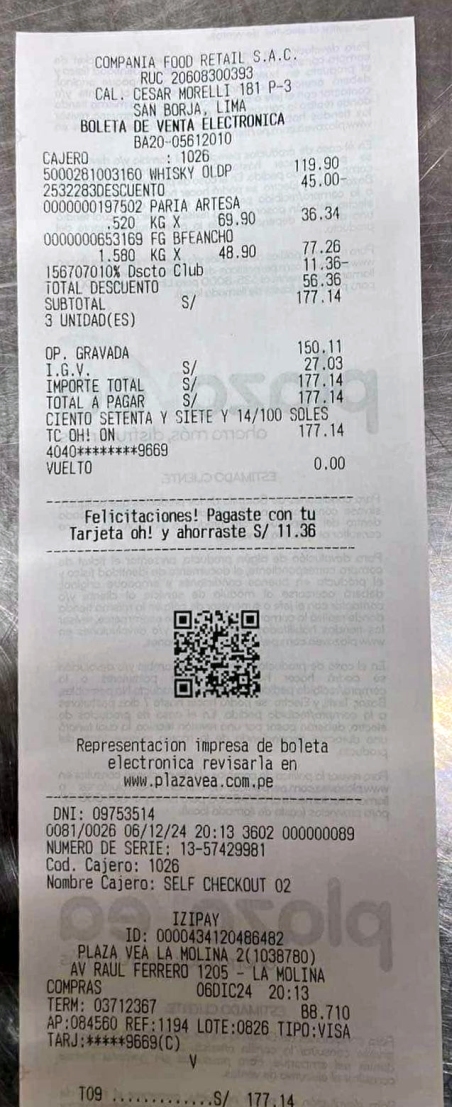 COMPANIA FOOD RETAIL S.A.C.
RUC 20608300393
CAL. CESAR MORELLI 181 P-3
SAN BORJA, LIMA
BOLETA DE VENTA ELECTRONICA
BA20-05612010
CAJERO : 1026
5000281003160 WHISKY OLDP 119.90
2532283DESCUENTO 45.00-
0000000197502 PARIA ARTESA
.520 KG X 69.90 36.34
0000000653169 FG BFEANCHO
1.580 KG X 48.90 77.26
156707010% Dscto Club 11.36-
TOTAL DESCUENTO 56.36
SUBTOTAL S/ 177.14
3 UNIDAD(ES)
OP. GRAVADA 150.11
I.G.V. S/ 27.03
IMPORTE TOTAL S/ 177.14
TOTAL A PAGAR S/ 177.14
CIENTO SETENTA Y SIETE Y 14/100 SOLES
TC OH! ON 177.14
4040********9669
VUELTO 0.00
Felicitaciones! Pagaste con tu
Tarjeta oh! y ahorraste S/ 11.36
Representacion impresa de boleta
electronica revisarla en
www.plazavea.com.pe
DNI: 09753514
0081/0026 06/12/24 20:13 3602 000000089
NUMERO DE SERIE: 13-57429981
Cod. Cajero: 1026
Nombre Cajero: SELF CHECKOUT 02
IZIPAY
ID: 0000434120486482
PLAZA VEA LA MOLINA 2(1038780)
AV RAUL FERRERO 1205 - LA MOLINA
COMPRAS 06DIC24 20:13
TERM: 03712367 B8.710
AP:084560 REF:1194 LOTE:0826 TIPO:VISA
TARJ:*****9669(C)
V
T09 ............S/ 177.14